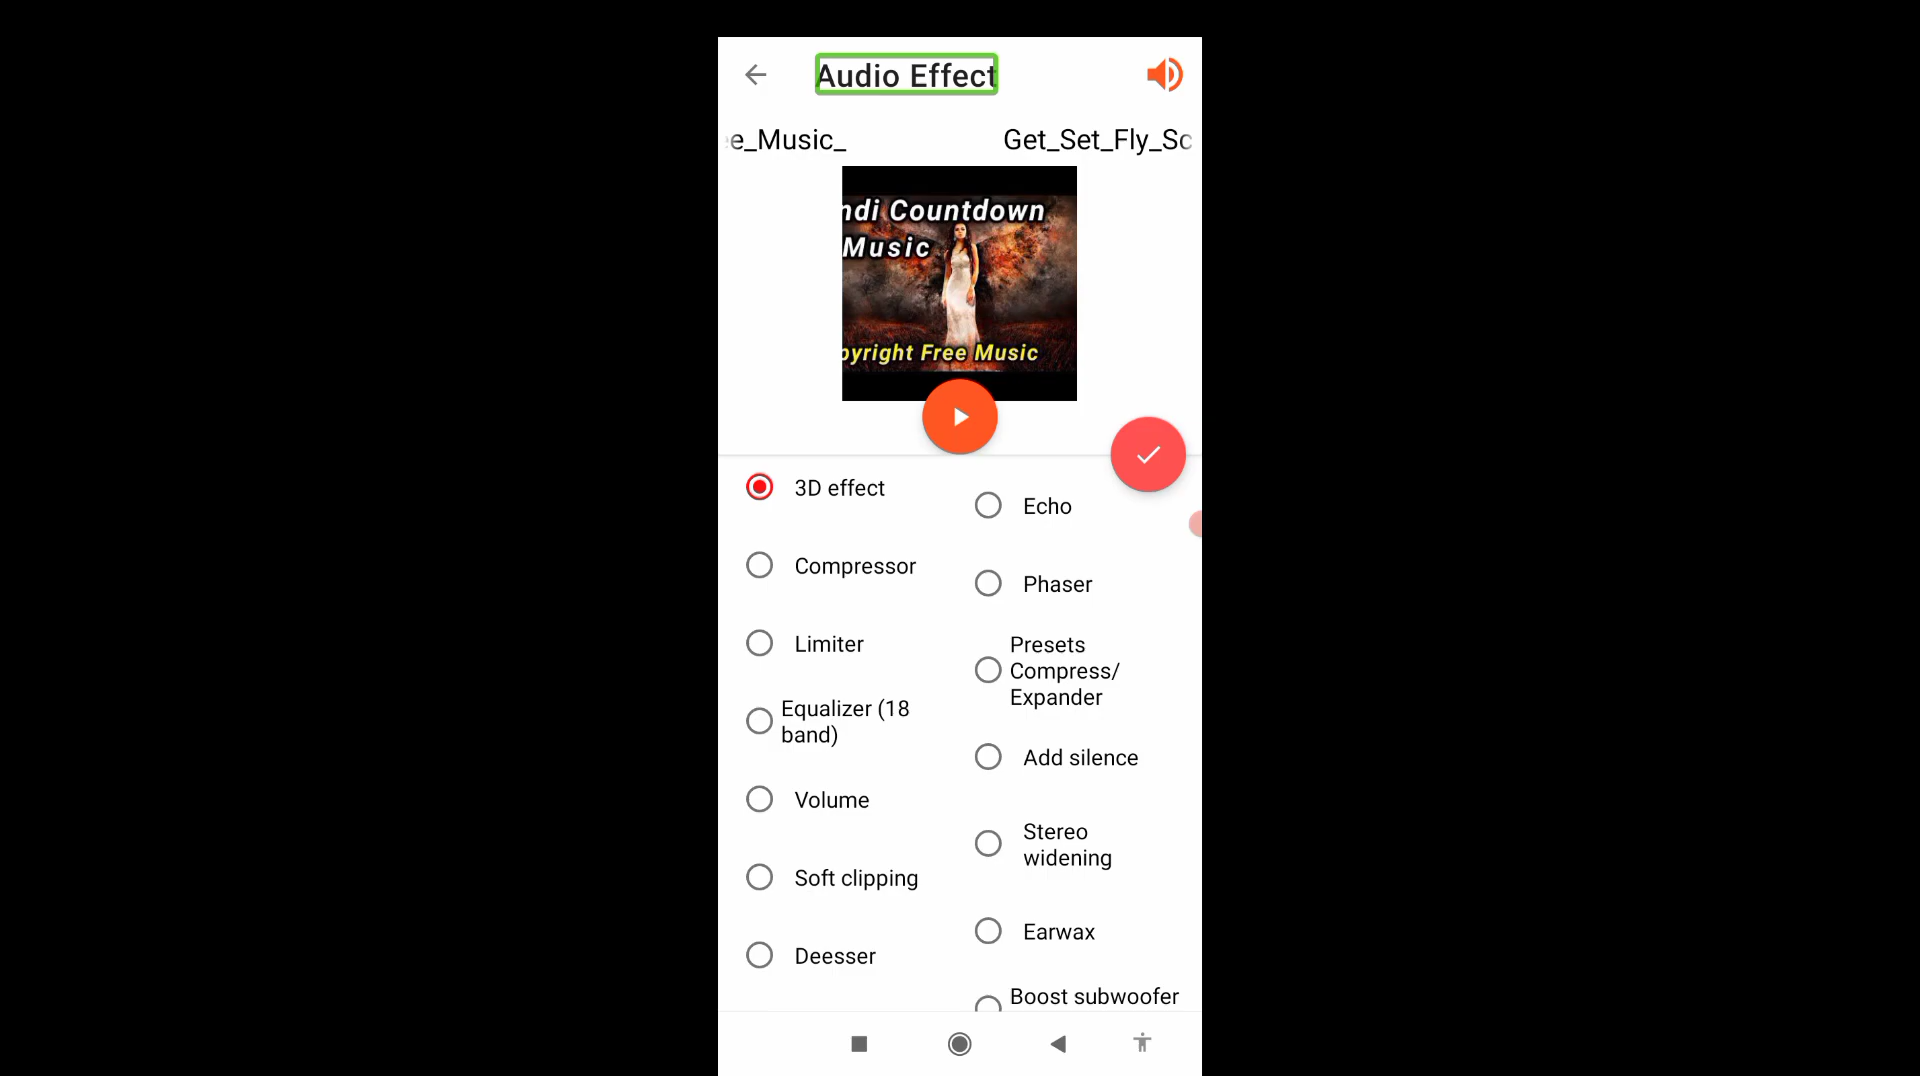 Audio Effect
e_Music_ Get_Set_Fly_Sc
ndi Countdown
Music
pyright Free Music
3D effect
Compressor
Limiter
Equalizer (18
band)
Volume
Soft clipping
Deesser
Echo
Phaser
Presets
Compress/
Expander
Add silence
Stereo
widening
Earwax
Boost subwoofer